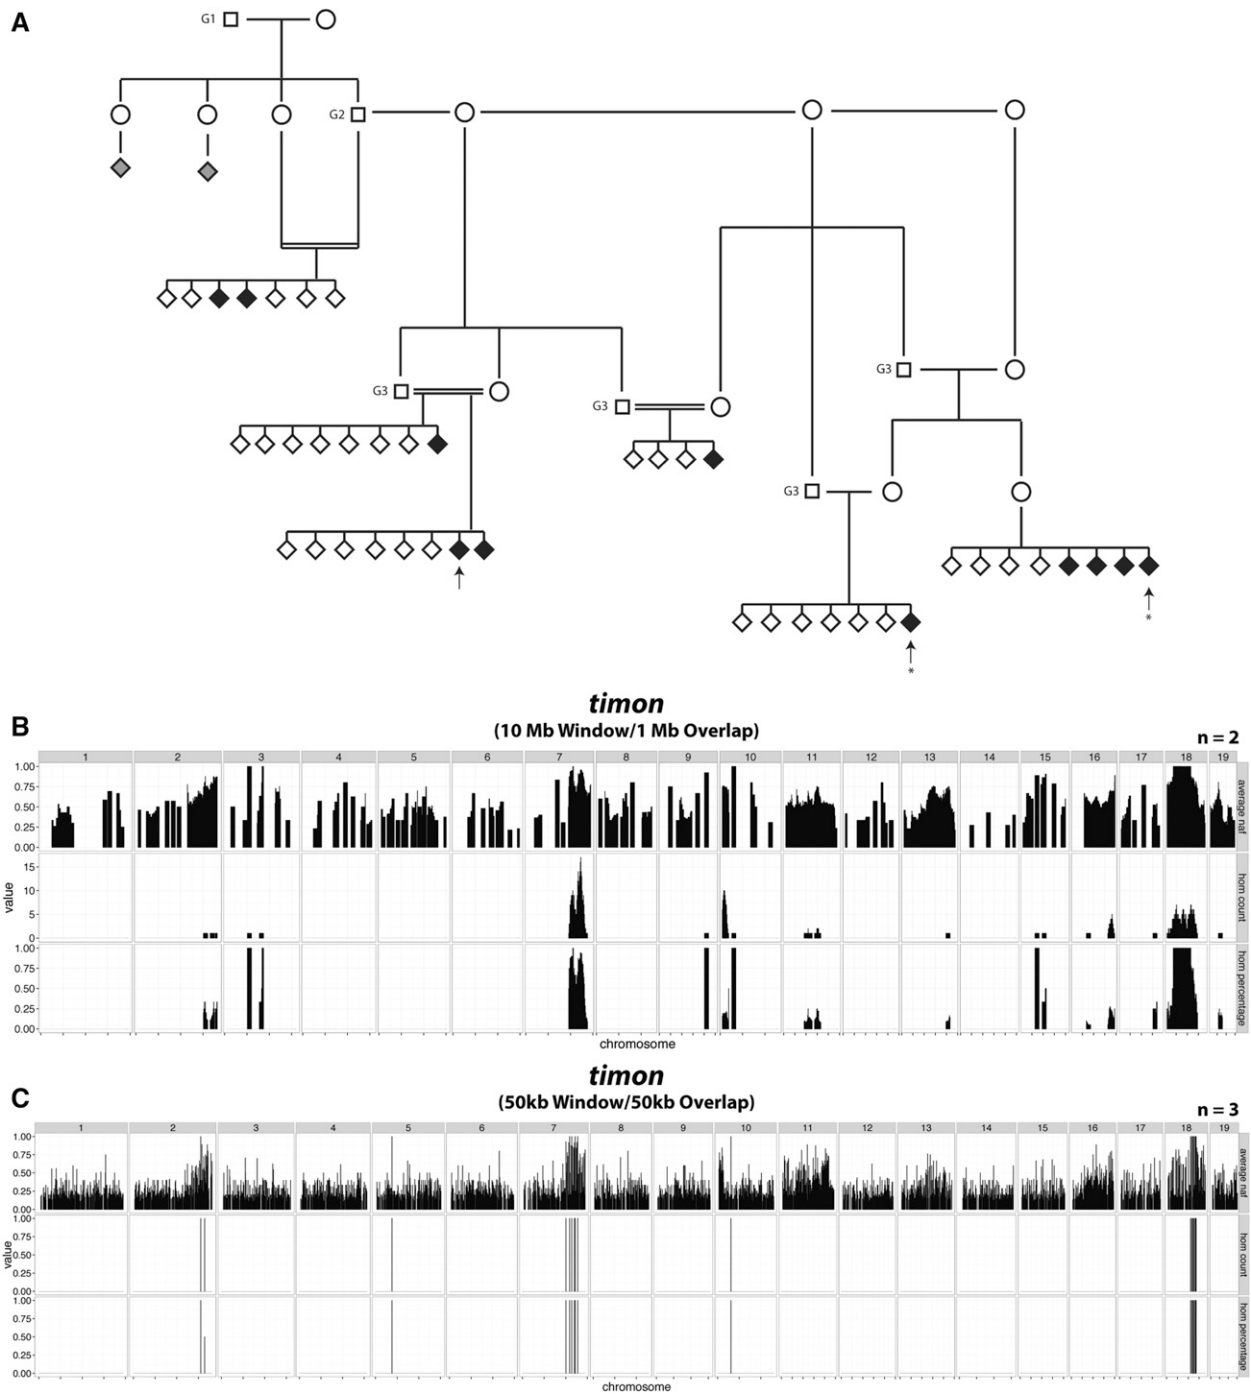 A
G1
G2
G3
G3
G3
G3
*
*
timon
B
(10 Mb Window/1 Mb Overlap)
n = 2
1 2 3 4 5 6 7 8 9 10 11 12 13 14 15 16 17 18 19
1.00
0.75
0.50
0.25
0.00
average naf
15
10
5
0
hom count
value
1.00
0.75
0.50
0.25
0.00
hom percentage
chromosome
timon
C
(50kb Window/50kb Overlap)
n = 3
1 2 3 4 5 6 7 8 9 10 11 12 13 14 15 16 17 18 19
1.00
0.75
0.50
0.25
0.00
average naf
1.00
0.75
0.50
0.25
0.00
hom count
value
1.00
0.75
0.50
0.25
0.00
hom percentage
chromosome